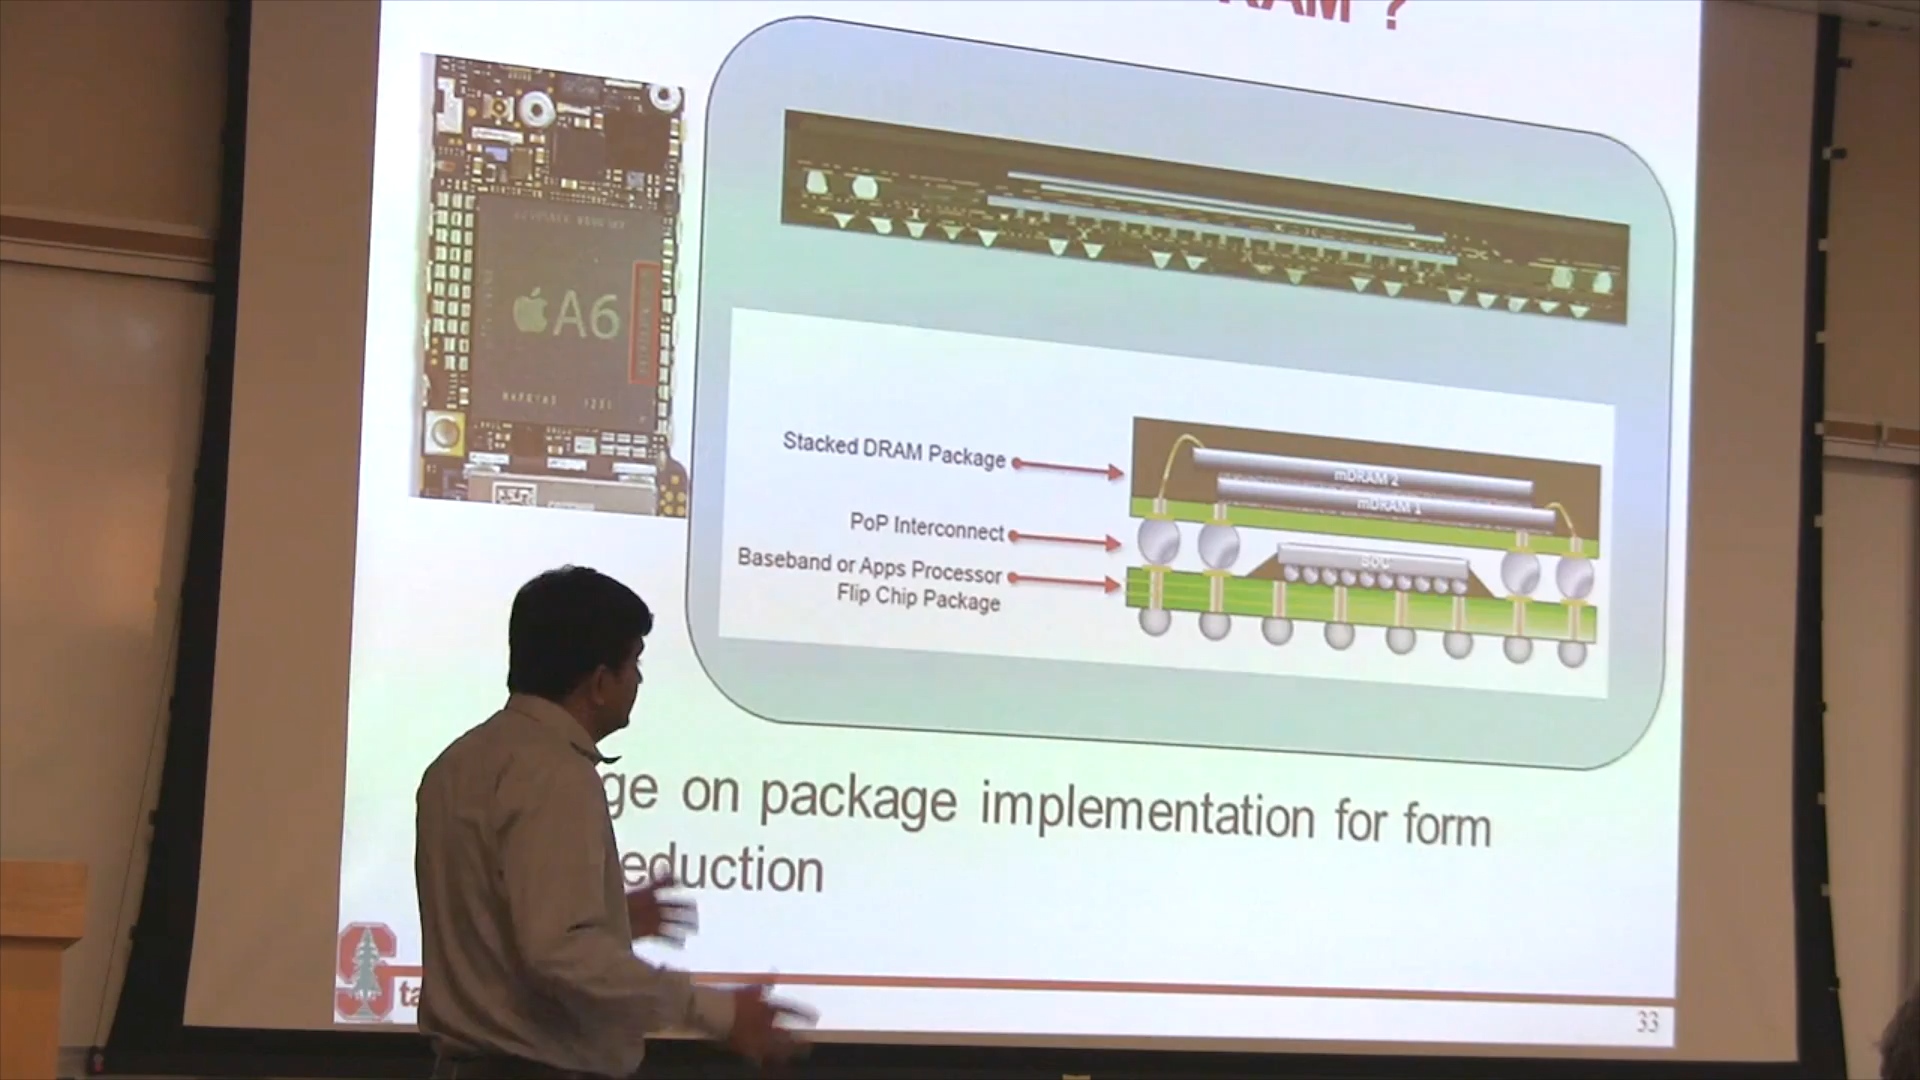 ?
A6
Stacked DRAM Package
mDRAM 2
mDRAM 1
PoP Interconnect
SOC
Baseband or Apps Processor
Flip Chip Package
ge on package implementation for form
eduction
S
ta
33